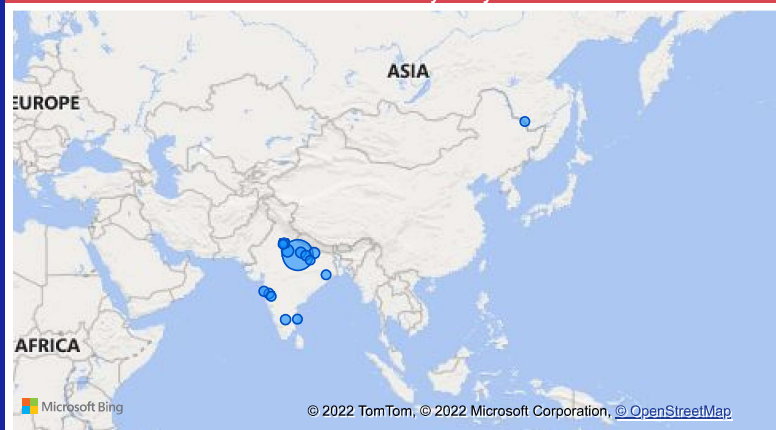 ASIA
EUROPE
AFRICA
Microsoft Bing
© 2022 TomTom, © 2022 Microsoft Corporation, © OpenStreetMap